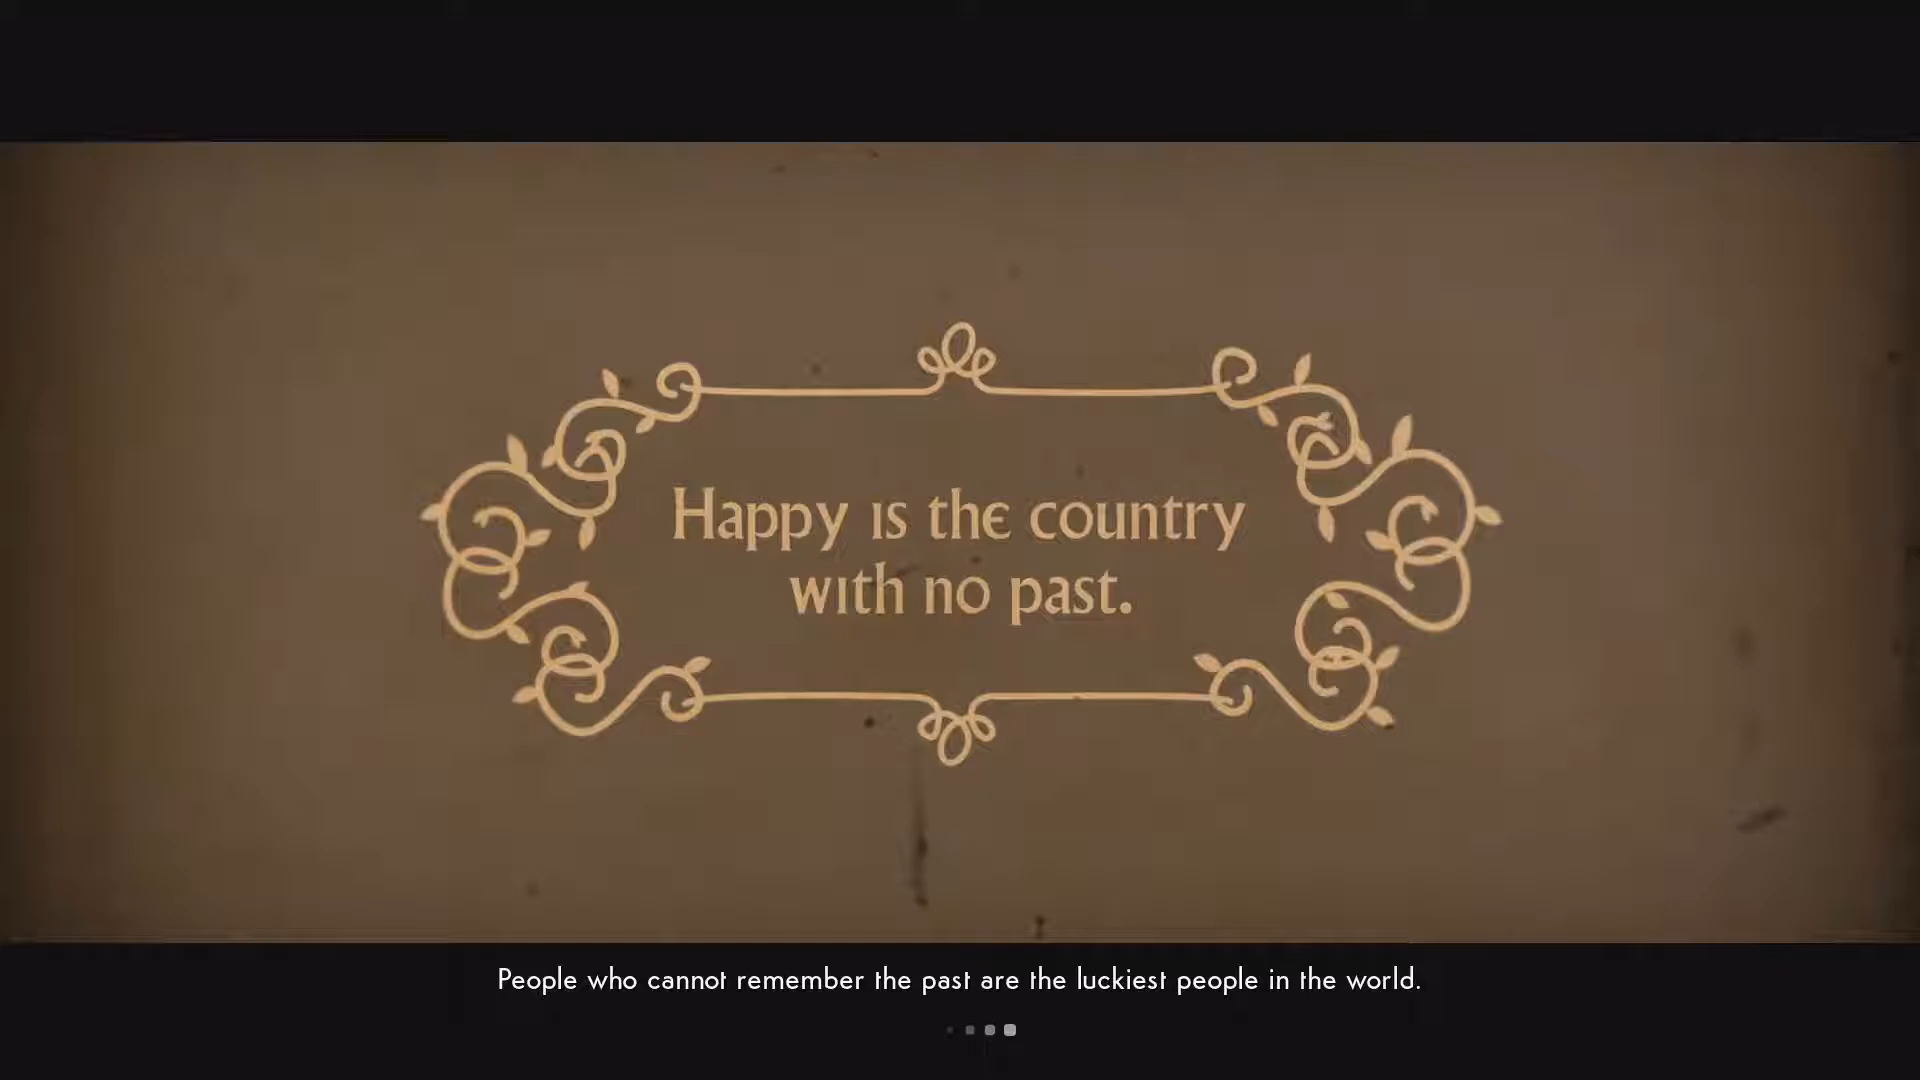 Happy is the country
with no past.
People who cannot remember the past are the luckiest people in the world.